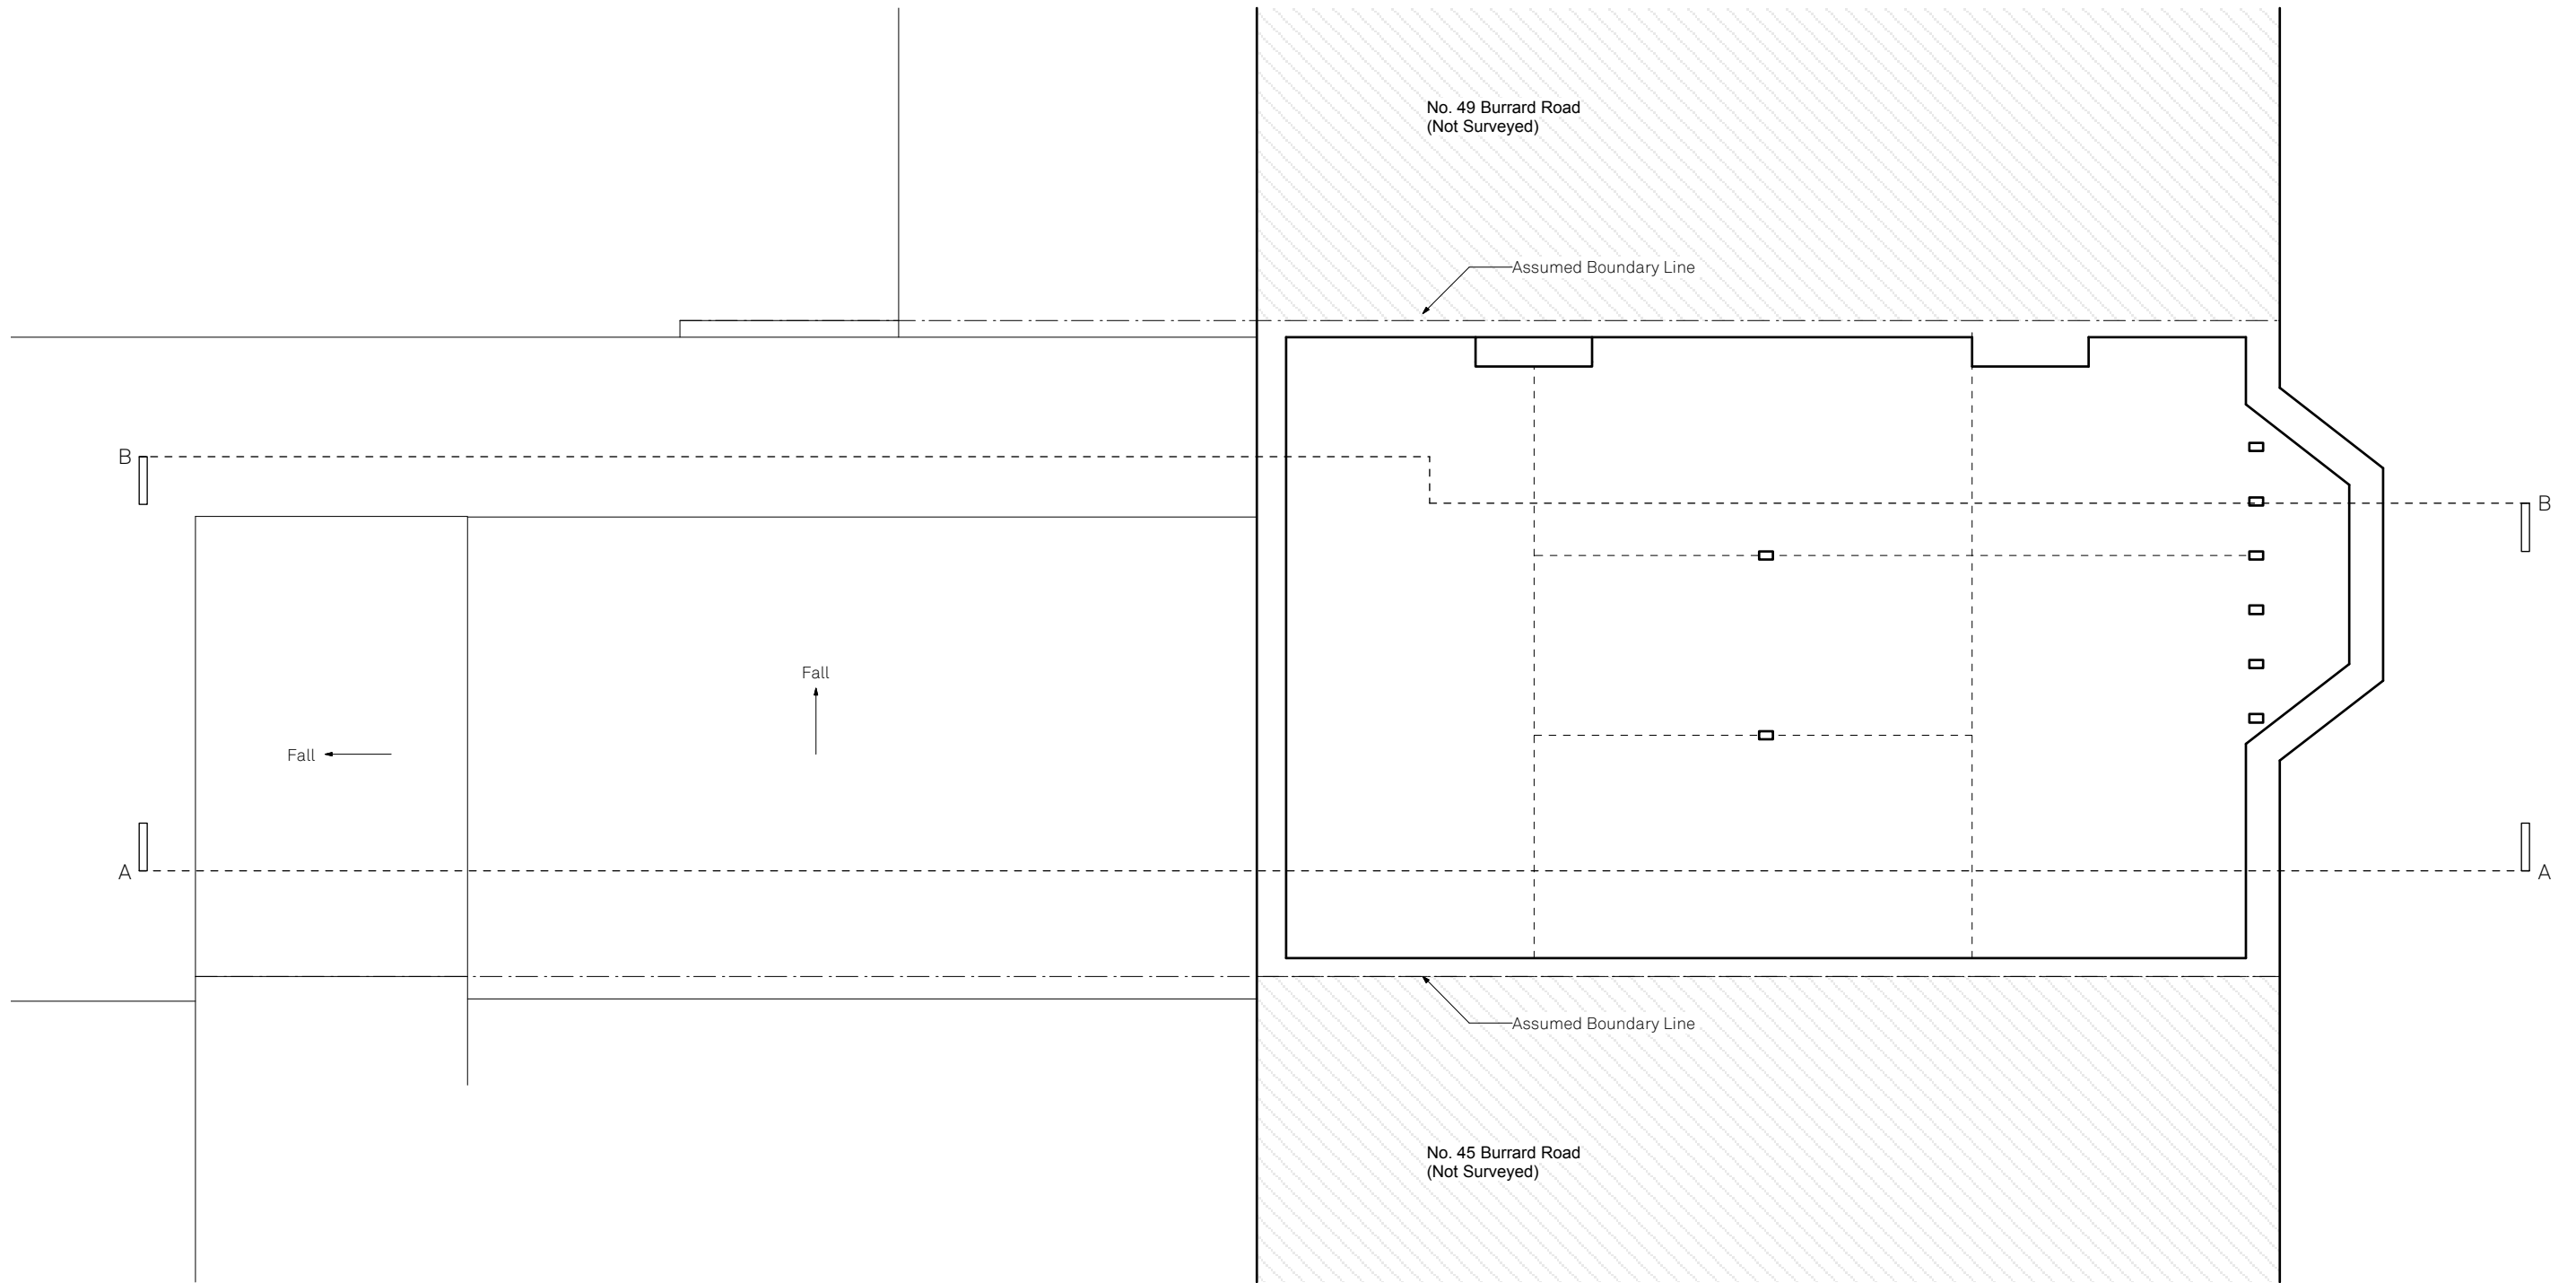 No. 49 Burrard Road
(Not Surveyed)
Assumed Boundary Line
B
B
Fall
Fall
A
A
Assumed Boundary Line
No. 45 Burrard Road
(Not Surveyed)